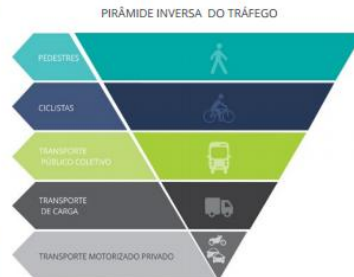 PIRÂMIDE INVERSA DO TRÁFEGO
PEDESTRES
CICLISTAS
TRANSPORTE
PÚBLICO COLETIVO
TRANSPORTE
DE CARGA
TRANSPORTE MOTORIZADO PRIVADO